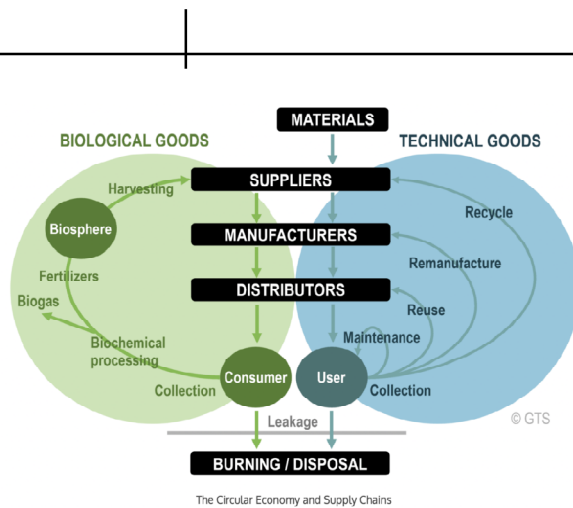 MATERIALS
BIOLOGICAL GOODS
TECHNICAL GOODS
SUPPLIERS
Harvesting
Recycle
Biosphere
MANUFACTURERS
Remanufacture
Fertilizers
DISTRIBUTORS
Biogas
Reuse
Maintenance
Biochemical
processing
Consumer
User
Collection
Collection
Leakage
© GTS
BURNING / DISPOSAL
The Circular Economy and Supply Chains